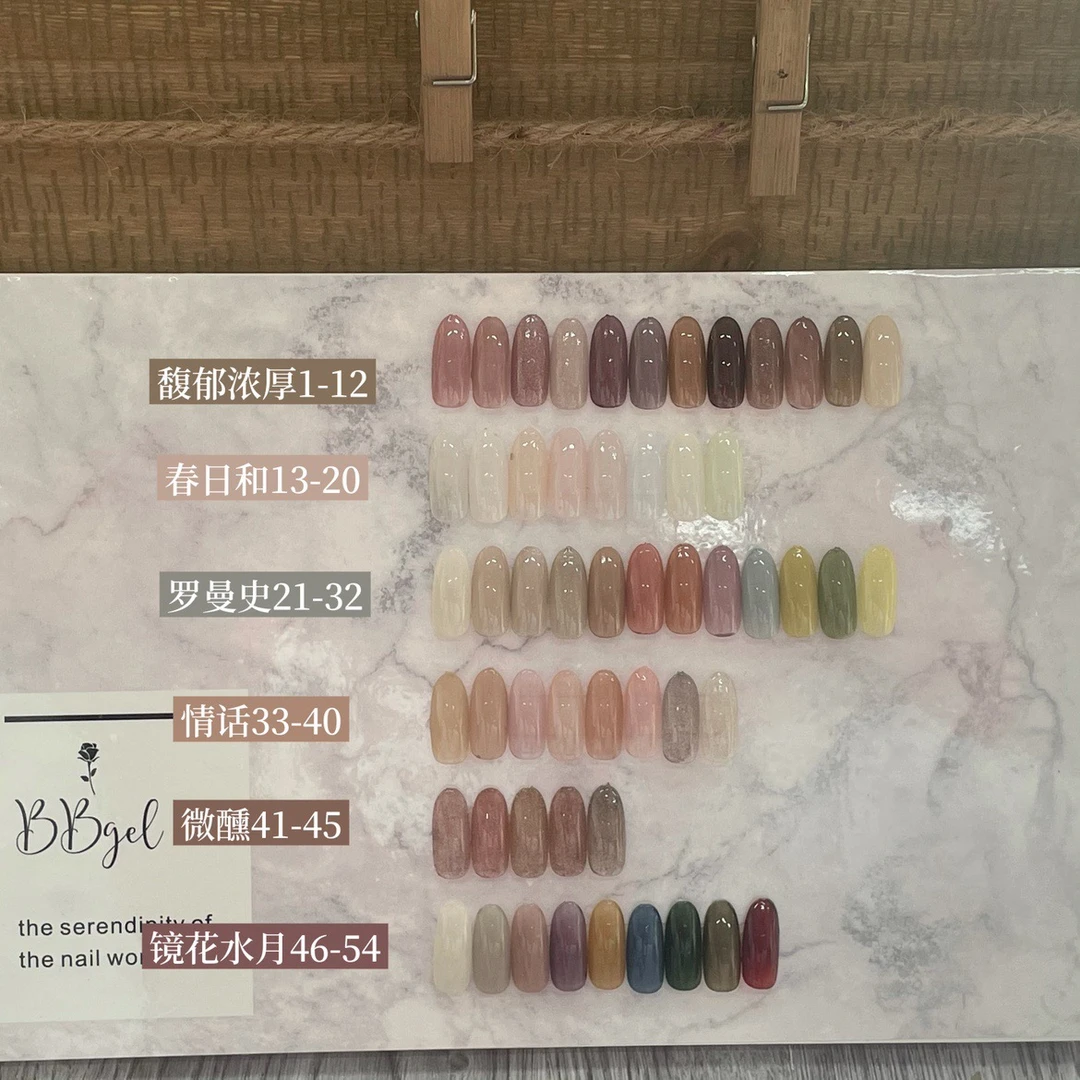 馥郁浓厚1-12
春日和13-20
罗曼史21-32
情话33-40
微醺41-45
镜花水月46-54
BBgel
the serendipity of
the nail